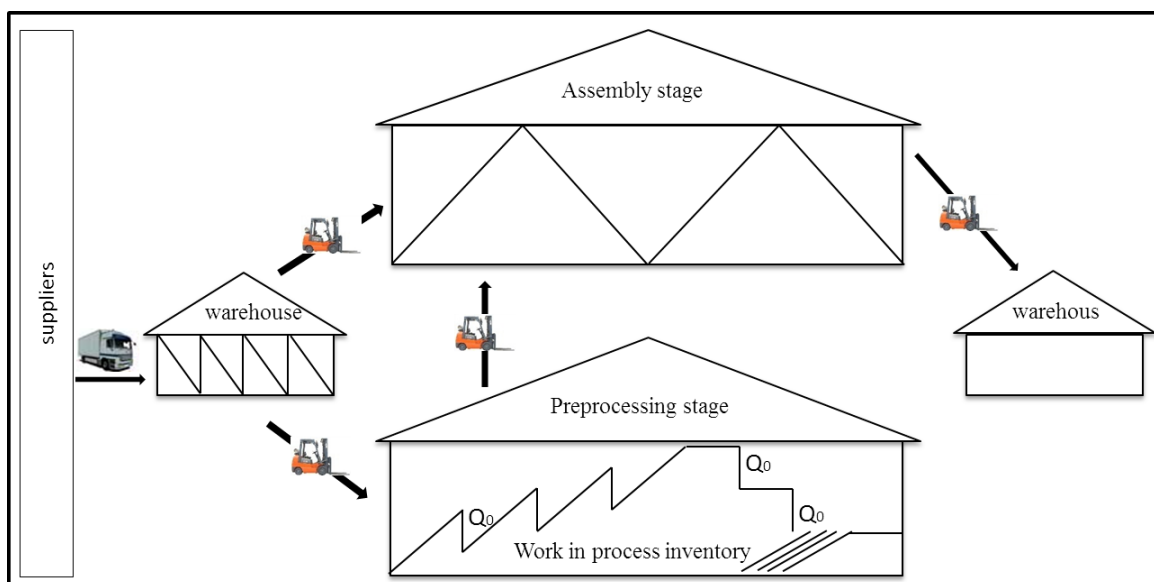 suppliers
Assembly stage
warehouse
warehous
Preprocessing stage
Q₀
Q₀
Q₀
Work in process inventory